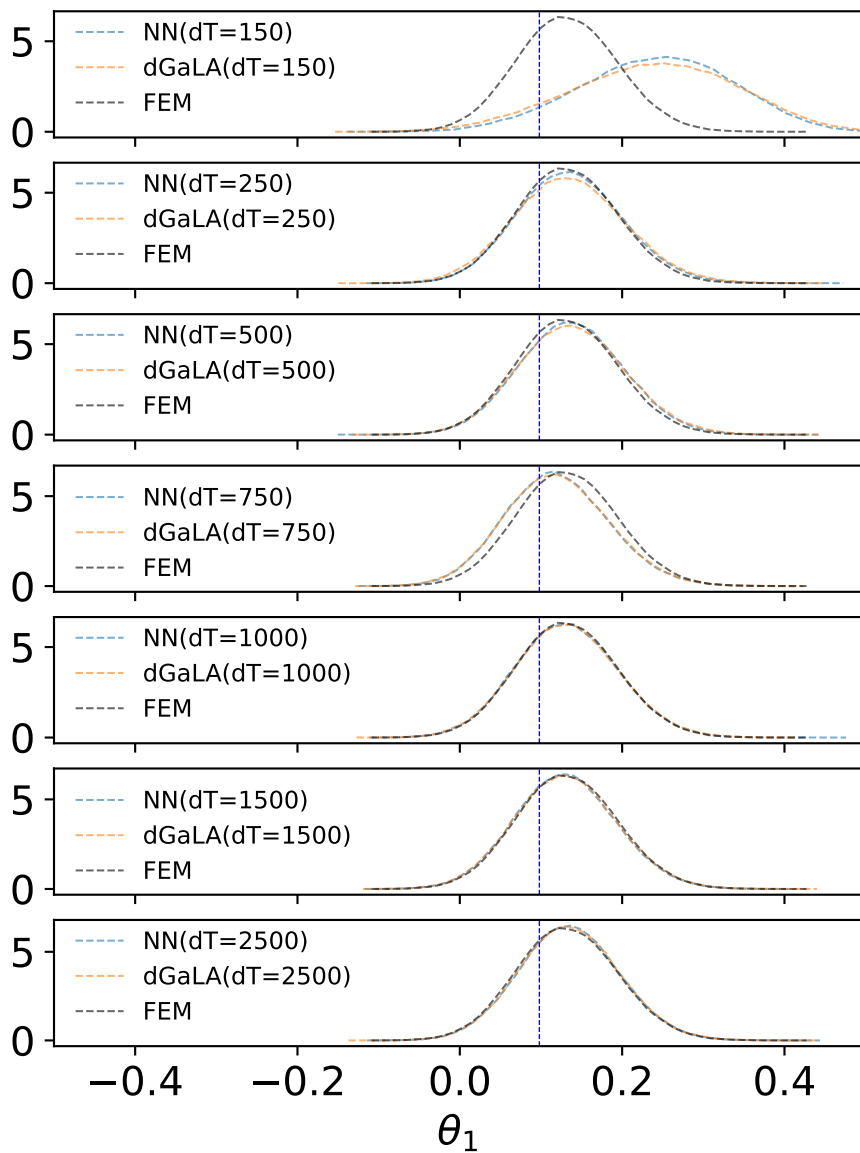 5
0
NN(dT=150)
dGaLA(dT=150)
FEM
5
0
NN(dT=250)
dGaLA(dT=250)
FEM
5
0
NN(dT=500)
dGaLA(dT=500)
FEM
5
0
NN(dT=750)
dGaLA(dT=750)
FEM
5
0
NN(dT=1000)
dGaLA(dT=1000)
FEM
5
0
NN(dT=1500)
dGaLA(dT=1500)
FEM
5
0
NN(dT=2500)
dGaLA(dT=2500)
FEM
−0.4 −0.2 0.0 0.2 0.4
θ₁